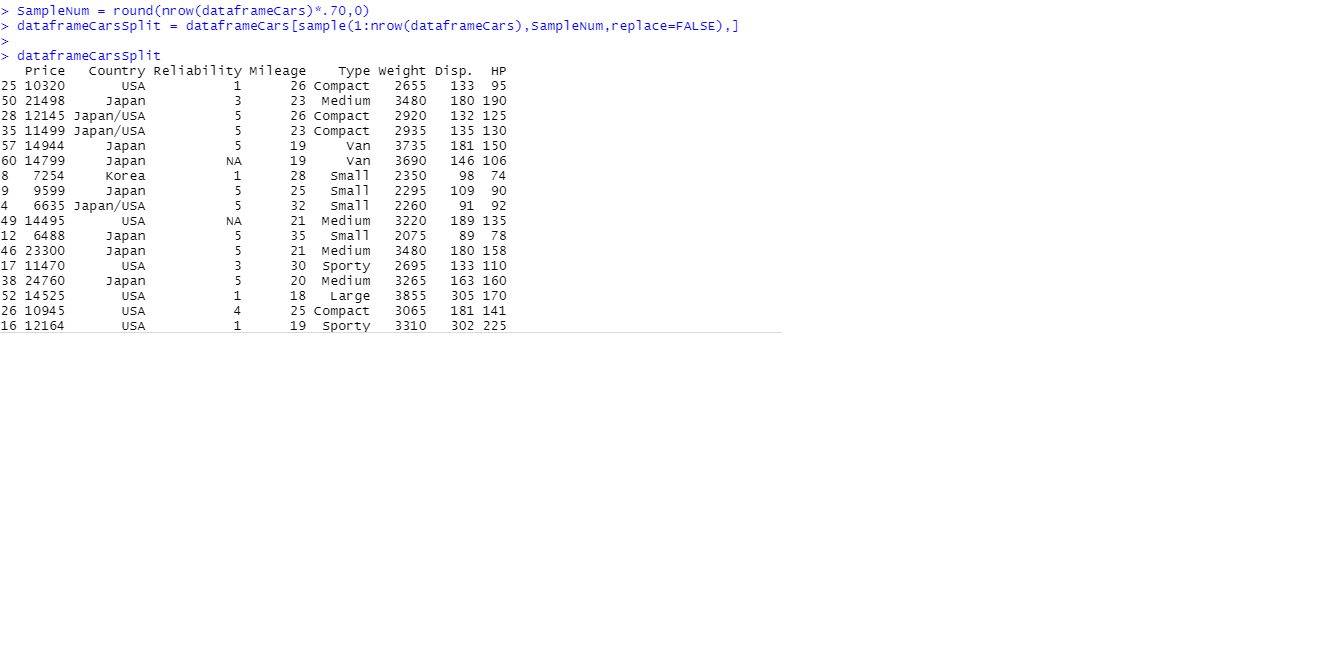 > SampleNum = round(nrow(dataframeCars)*.70,0)
> dataframeCarsSplit = dataframeCars[sample(1:nrow(dataframeCars),SampleNum,replace=FALSE),]
>
> dataframeCarsSplit
   Price    Country Reliability Mileage    Type Weight Disp.  HP
25 10320        USA           1      26 Compact   2655   133  95
50 21498      Japan           3      23  Medium   3480   180 190
28 12145  Japan/USA           5      26 Compact   2920   132 125
35 11499  Japan/USA           5      23 Compact   2935   135 130
57 14944      Japan           5      19     Van   3735   181 150
60 14799      Japan          NA      19     Van   3690   146 106
8   7254      Korea           1      28   Small   2350    98  74
9   9599      Japan           5      25   Small   2295   109  90
4   6635  Japan/USA           5      32   Small   2260    91  92
49 14495        USA          NA      21  Medium   3220   189 135
12  6488      Japan           5      35   Small   2075    89  78
46 23300      Japan           5      21  Medium   3480   180 158
17 11470        USA           3      30  Sporty   2695   133 110
38 24760      Japan           5      20  Medium   3265   163 160
52 14525        USA           1      18   Large   3855   305 170
26 10945        USA           4      25 Compact   3065   181 141
16 12164        USA           1      19  Sporty   3310   302 225